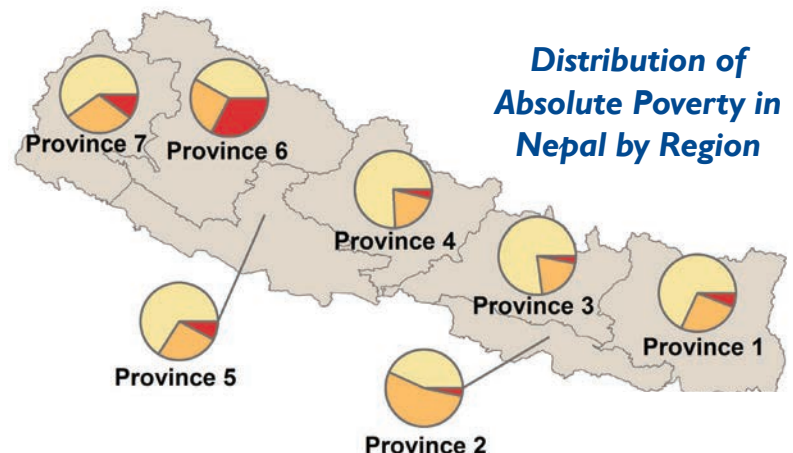 Distribution of
Absolute Poverty in
Nepal by Region
Province 7
Province 6
Province 4
Province 3
Province 1
Province 5
Province 2